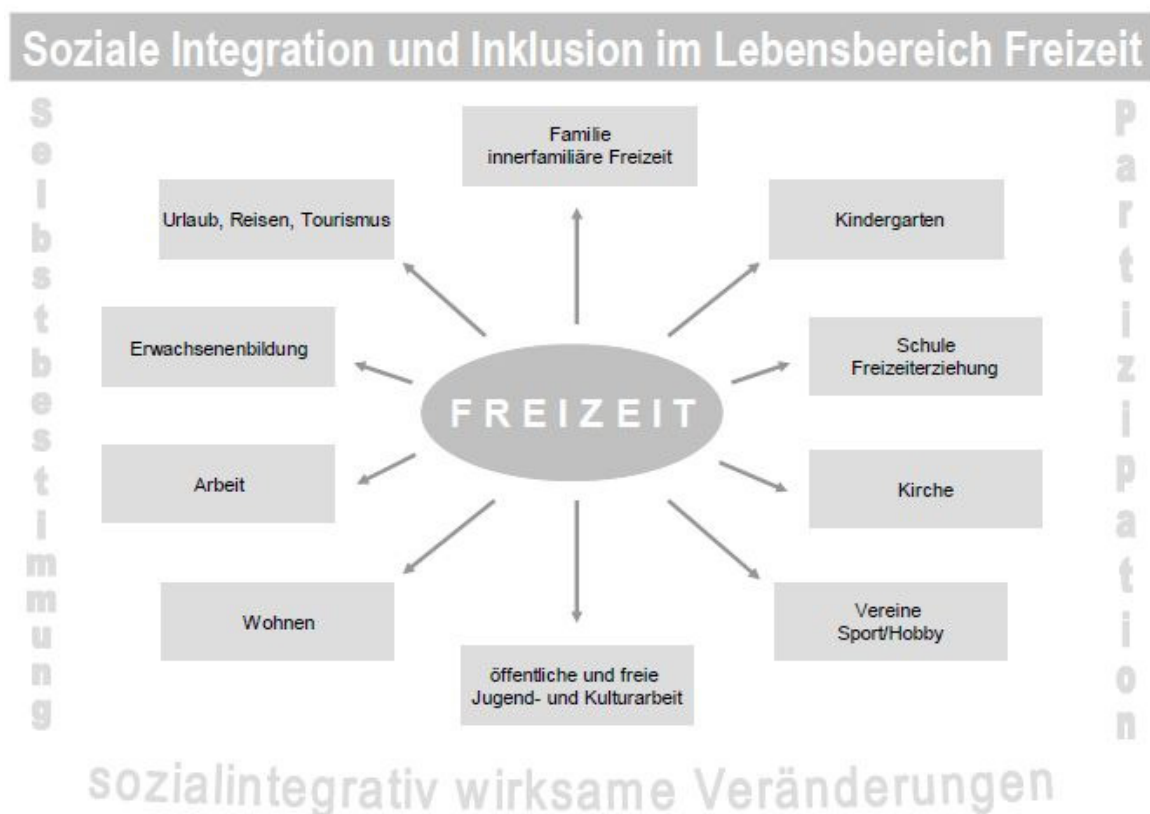 Soziale Integration und Inklusion im Lebensbereich Freizeit
Selbstbestimmung
Partizipation
Familie
innerfamiliäre Freizeit
Urlaub, Reisen, Tourismus
Kindergarten
Erwachsenenbildung
Schule
Freizeiterziehung
FREIZEIT
Arbeit
Kirche
Wohnen
Vereine
Sport/Hobby
öffentliche und freie
Jugend- und Kulturarbeit
sozialintegrativ wirksame Veränderungen